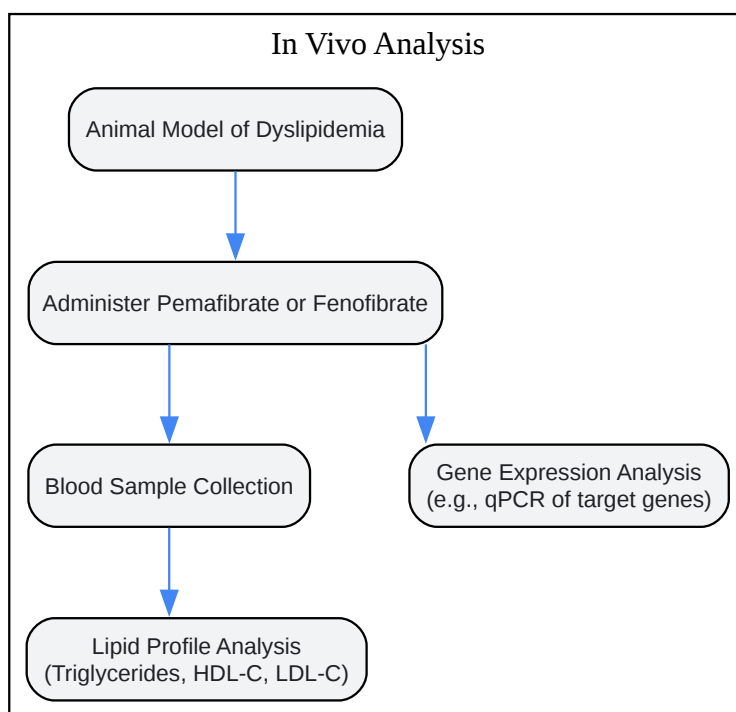 In Vivo Analysis
Animal Model of Dyslipidemia
Administer Pemafibrate or Fenofibrate
Blood Sample Collection
Gene Expression Analysis
(e.g., qPCR of target genes)
Lipid Profile Analysis
(Triglycerides, HDL-C, LDL-C)